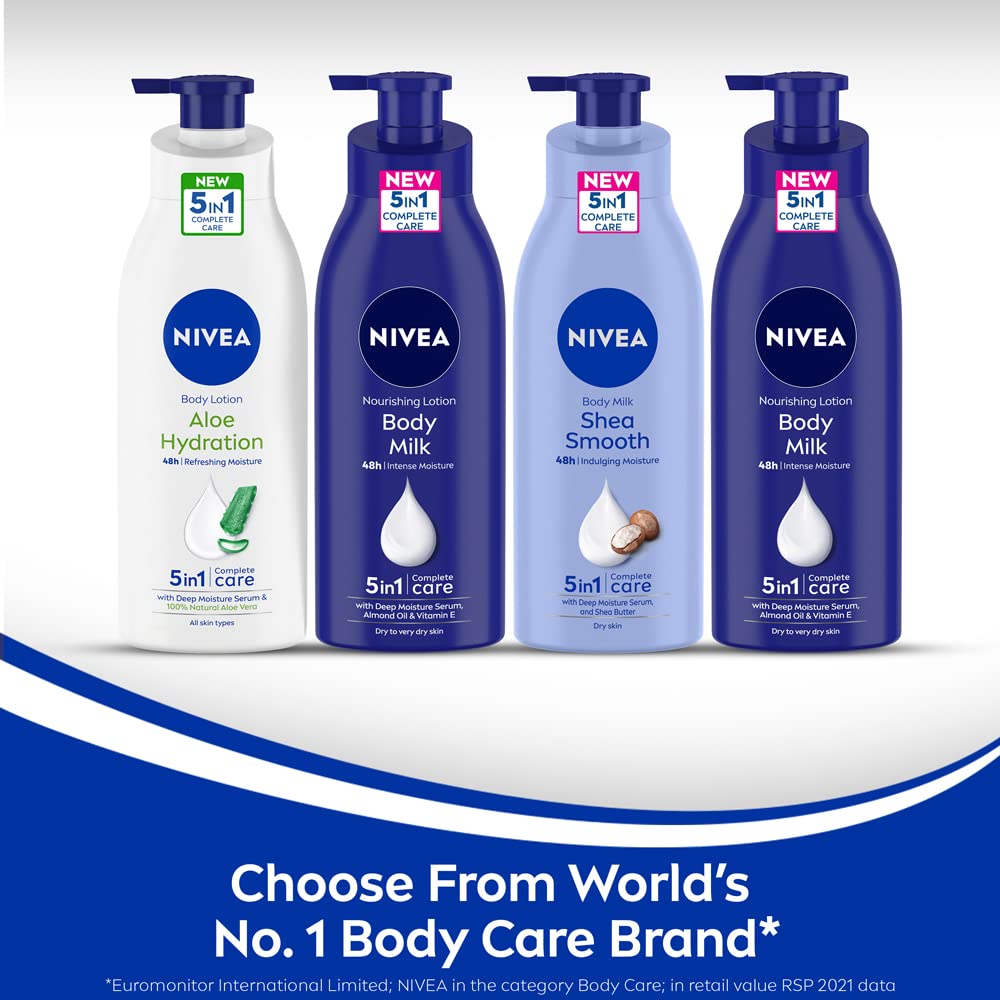 NEW
5IN1
COMPLETE
CARE
NIVEA
Body Lotion
Aloe
Hydration
48h | Refreshing Moisture
5in1 | Complete
care
with Deep Moisture Serum &
100% Natural Aloe Vera
All skin types
NEW
5IN1
COMPLETE
CARE
NIVEA
Nourishing Lotion
Body
Milk
48h | Intense Moisture
5in1 | Complete
care
with Deep Moisture Serum,
Almond Oil & Vitamin E
Dry to very dry skin
NEW
5IN1
COMPLETE
CARE
NIVEA
Body Milk
Shea
Smooth
48h | Indulging Moisture
5in1 | Complete
care
with Deep Moisture Serum,
and Shea Butter
Dry skin
NEW
5IN1
COMPLETE
CARE
NIVEA
Nourishing Lotion
Body
Milk
48h | Intense Moisture
5in1 | Complete
care
with Deep Moisture Serum,
Almond Oil & Vitamin E
Dry to very dry skin
Choose From World's
No. 1 Body Care Brand*
*Euromonitor International Limited; NIVEA in the category Body Care; in retail value RSP 2021 data